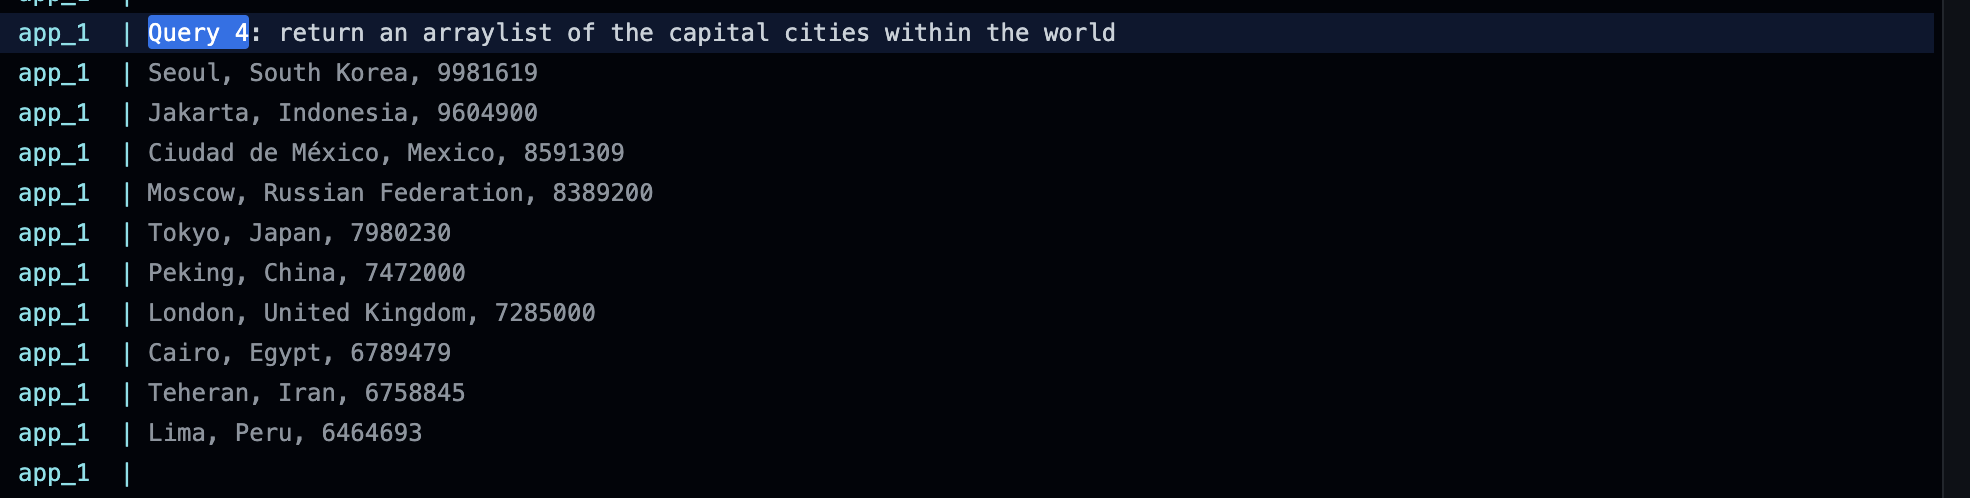 app_1 | Query 4: return an arraylist of the capital cities within the world
app_1 | Seoul, South Korea, 9981619
app_1 | Jakarta, Indonesia, 9604900
app_1 | Ciudad de México, Mexico, 8591309
app_1 | Moscow, Russian Federation, 8389200
app_1 | Tokyo, Japan, 7980230
app_1 | Peking, China, 7472000
app_1 | London, United Kingdom, 7285000
app_1 | Cairo, Egypt, 6789479
app_1 | Teheran, Iran, 6758845
app_1 | Lima, Peru, 6464693
app_1 |